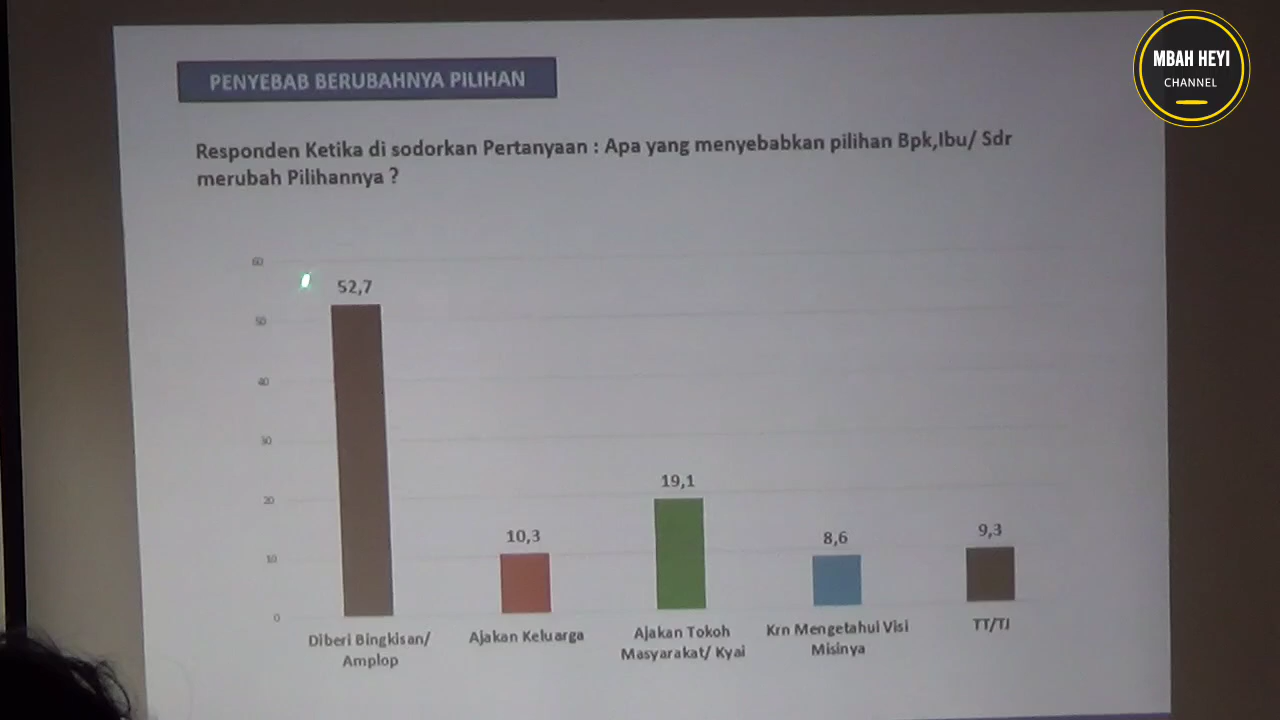 MBAH HEYI
CHANNEL
PENYEBAB BERUBAHNYA PILIHAN
Responden Ketika di sodorkan Pertanyaan : Apa yang menyebabkan pilihan Bpk,Ibu/ Sdr
merubah Pilihannya ?
60
50
40
30
20
10
0
52,7
10,3
19,1
8,6
9,3
Diberi Bingkisan/
Amplop
Ajakan Keluarga
Ajakan Tokoh
Masyarakat/ Kyai
Krn Mengetahui Visi
Misinya
TT/TJ